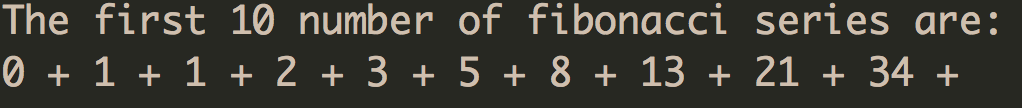 The first 10 number of fibonacci series are:
0 + 1 + 1 + 2 + 3 + 5 + 8 + 13 + 21 + 34 +